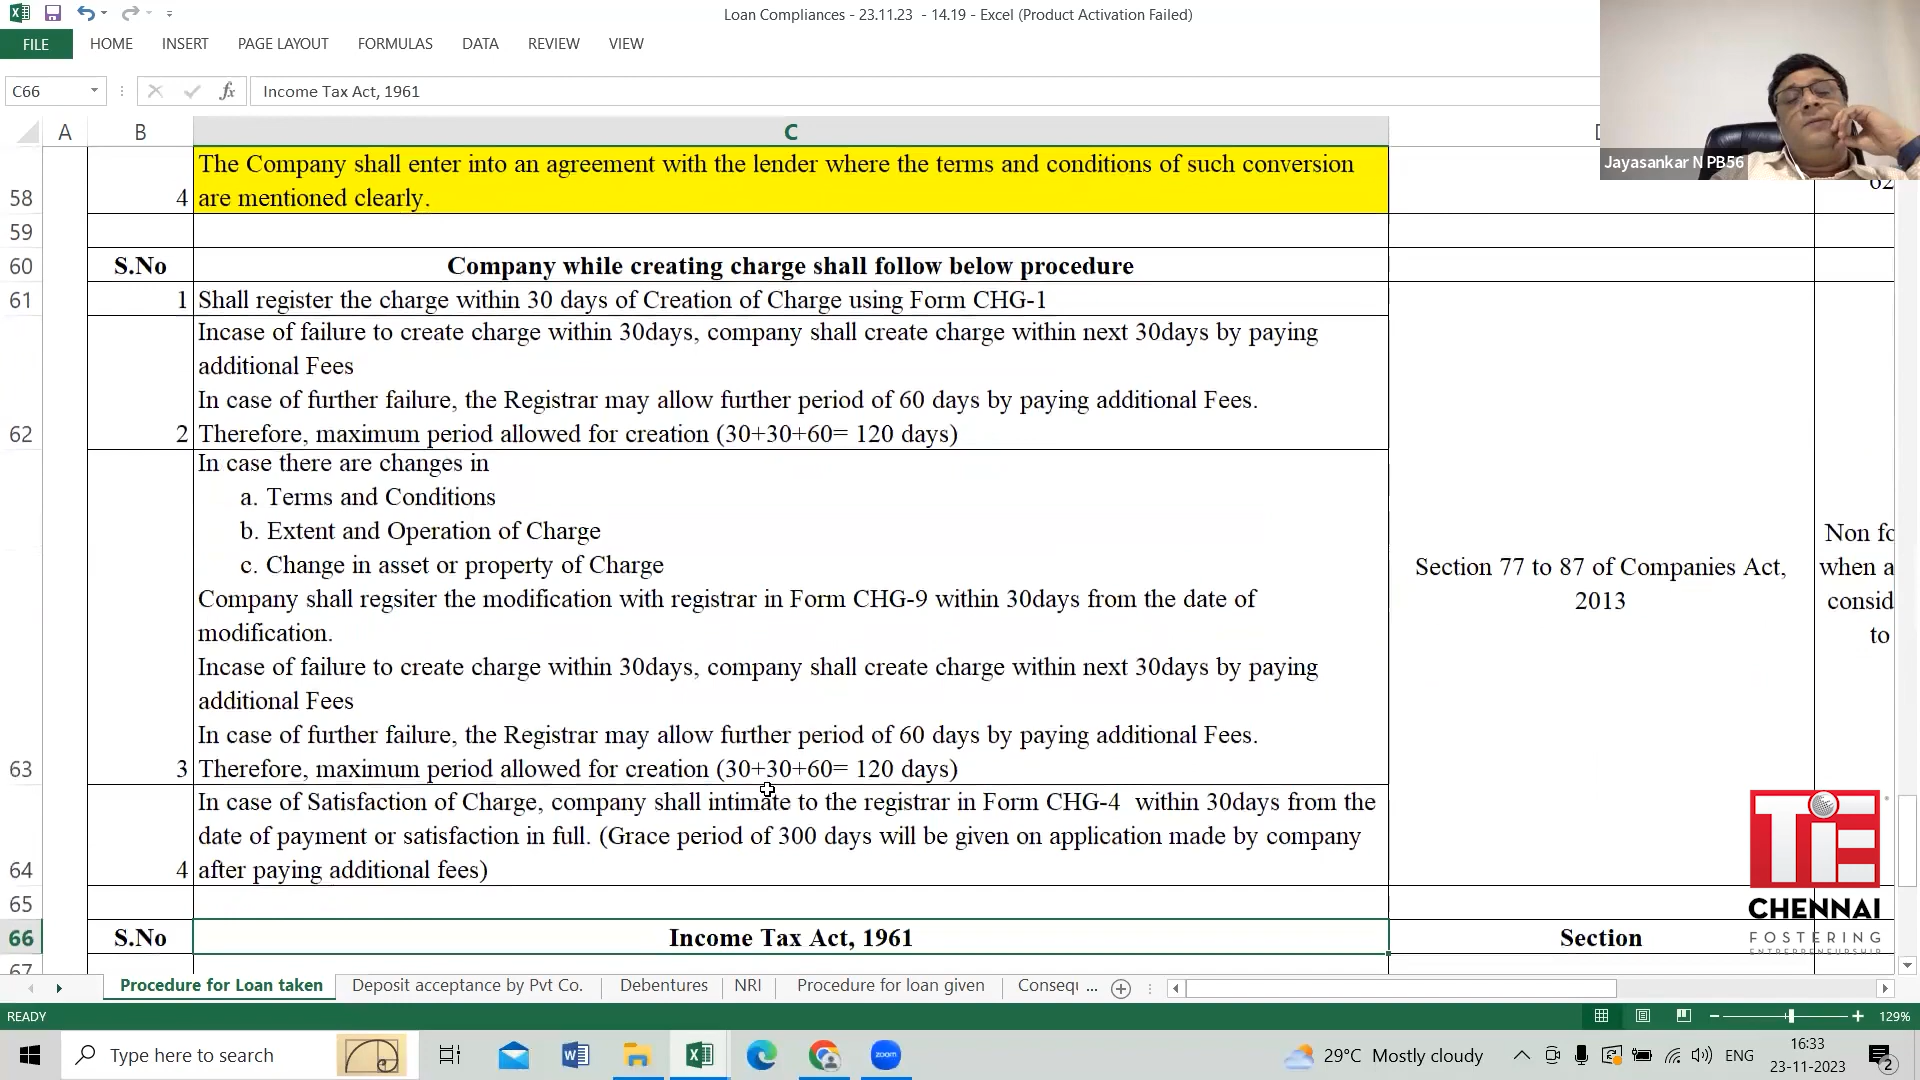 Loan Compliances - 23.11.23 - 14.19 - Excel (Product Activation Failed)
FILE HOME INSERT PAGE LAYOUT FORMULAS DATA REVIEW VIEW
C66 fx Income Tax Act, 1961
A B C
Jayasankar N PB56
The Company shall enter into an agreement with the lender where the terms and conditions of such conversion
58 4 are mentioned clearly.
59
60 S.No Company while creating charge shall follow below procedure
61 1 Shall register the charge within 30 days of Creation of Charge using Form CHG-1
Incase of failure to create charge within 30days, company shall create charge within next 30days by paying
additional Fees
In case of further failure, the Registrar may allow further period of 60 days by paying additional Fees.
62 2 Therefore, maximum period allowed for creation (30+30+60= 120 days)
In case there are changes in
a. Terms and Conditions
b. Extent and Operation of Charge
c. Change in asset or property of Charge
Company shall regsiter the modification with registrar in Form CHG-9 within 30days from the date of
modification.
Incase of failure to create charge within 30days, company shall create charge within next 30days by paying
additional Fees
In case of further failure, the Registrar may allow further period of 60 days by paying additional Fees.
63 3 Therefore, maximum period allowed for creation (30+30+60= 120 days)
Section 77 to 87 of Companies Act,
2013
Non fo
when a
consid
to
In case of Satisfaction of Charge, company shall intimate to the registrar in Form CHG-4 within 30days from the
date of payment or satisfaction in full. (Grace period of 300 days will be given on application made by company
64 4 after paying additional fees)
65
66 S.No Income Tax Act, 1961 Section
67
TiE
CHENNAI
FOSTERING
ENTREPRENEURSHIP
Procedure for Loan taken Deposit acceptance by Pvt Co. Debentures NRI Procedure for loan given Consequ ...
READY 129%
Type here to search zoom 29°C Mostly cloudy ENG 16:33
23-11-2023 2